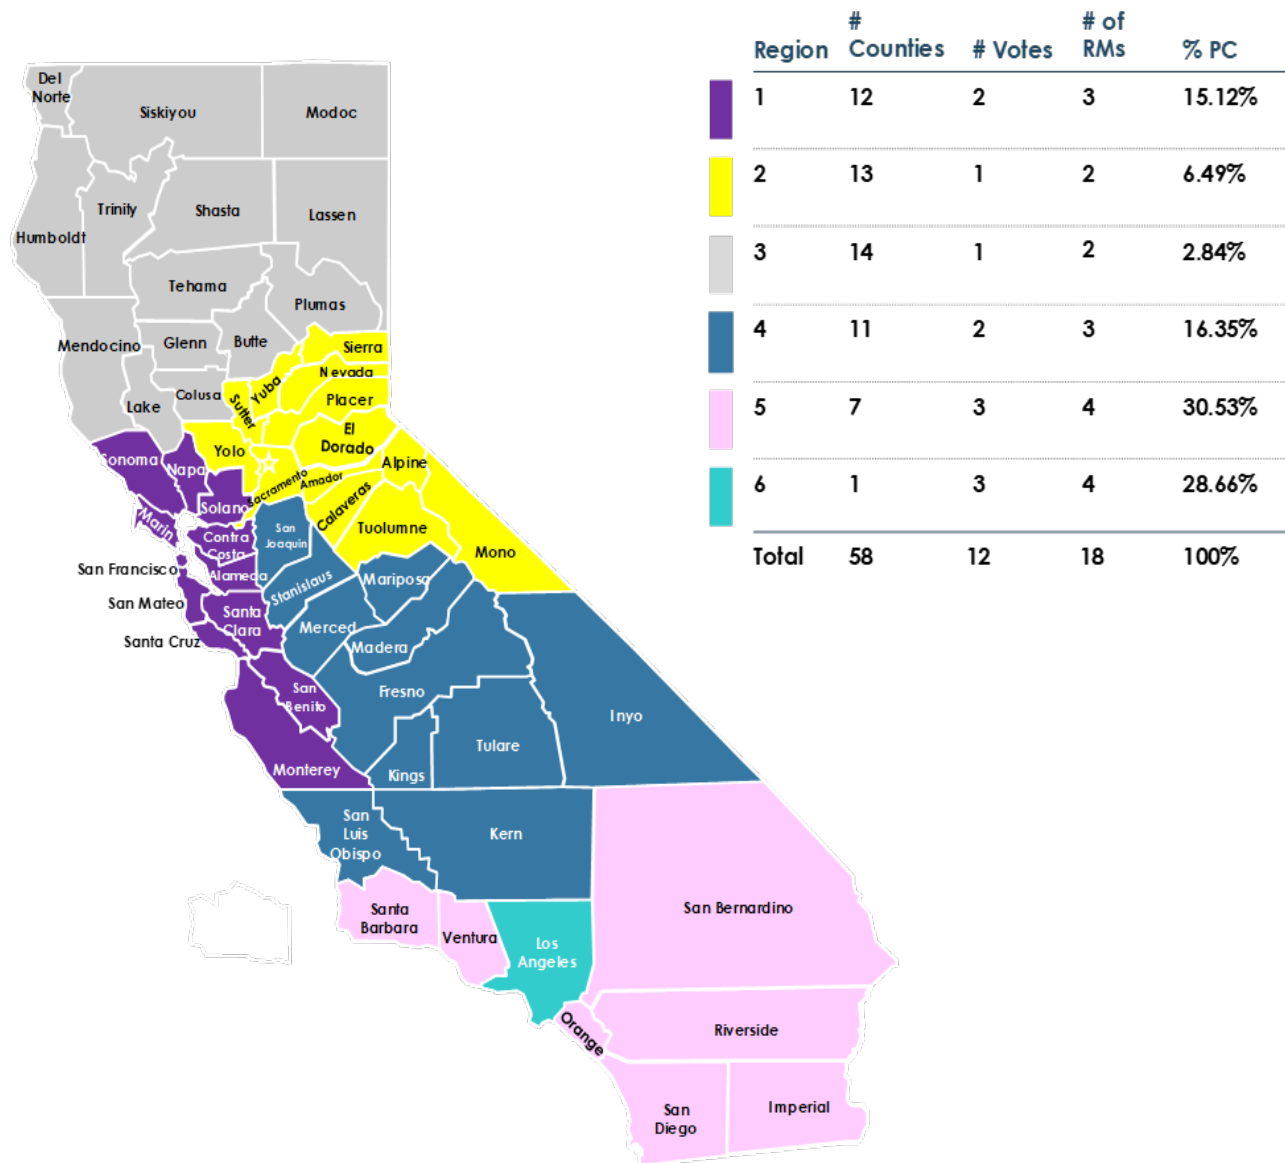 #
# of
Region Counties # Votes RMs % PC
1 12 2 3 15.12%
2 13 1 2 6.49%
3 14 1 2 2.84%
4 11 2 3 16.35%
5 7 3 4 30.53%
6 1 3 4 28.66%
Total 58 12 18 100%
Del
Norte
Siskiyou
Modoc
Trinity
Shasta
Lassen
Humboldt
Tehama
Plumas
Mendocino
Glenn
Butte
Sierra
Nevada
Yuba
Placer
Colusa
Lake
Sutter
El
Dorado
Yolo
Sonoma
Napa
Alpine
Sacramento
Amador
Solano
Calaveras
Marin
Tuolumne
San
Joaquin
Contra
Costa
Mono
San Francisco
Alameda
Stanislaus
Mariposa
San Mateo
Santa
Clara
Merced
Santa Cruz
Madera
San
Benito
Fresno
Inyo
Tulare
Monterey
Kings
San
Luis
Obispo
Kern
Santa
Barbara
San Bernardino
Ventura
Los
Angeles
Orange
Riverside
San
Diego
Imperial